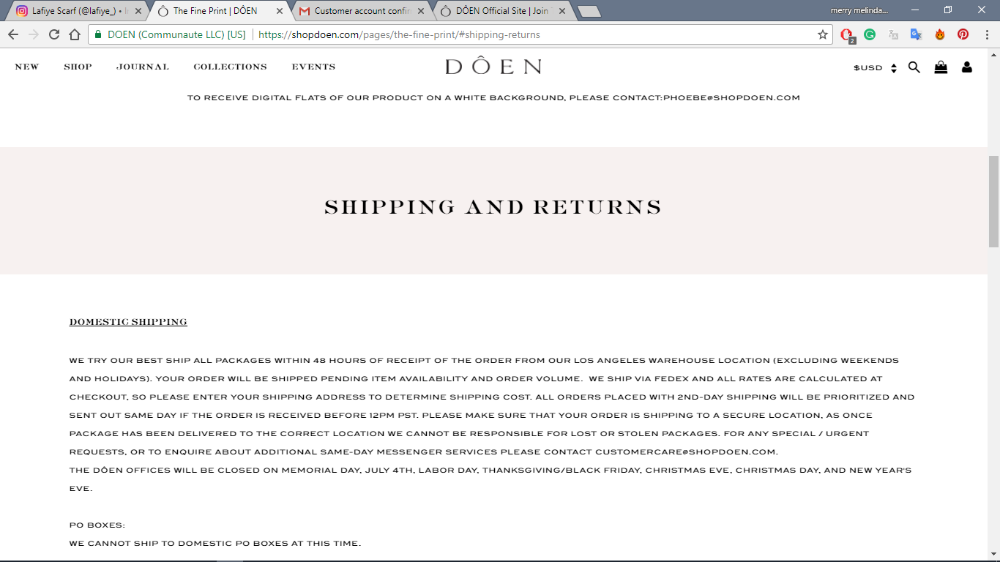 Lafiye Scarf (@lafiye_) • I
The Fine Print | DÔEN
Customer account confir
DÔEN Official Site | Join
merry melinda...
DOEN (Communaute LLC) [US]
https://shopdoen.com/pages/the-fine-print/#shipping-returns
2
NEW
SHOP
JOURNAL
COLLECTIONS
EVENTS
DÔEN
$USD
TO RECEIVE DIGITAL FLATS OF OUR PRODUCT ON A WHITE BACKGROUND, PLEASE CONTACT:PHOEBE@SHOPDOEN.COM
SHIPPING AND RETURNS
DOMESTIC SHIPPING
WE TRY OUR BEST SHIP ALL PACKAGES WITHIN 48 HOURS OF RECEIPT OF THE ORDER FROM OUR LOS ANGELES WAREHOUSE LOCATION (EXCLUDING WEEKENDS
AND HOLIDAYS). YOUR ORDER WILL BE SHIPPED PENDING ITEM AVAILABILITY AND ORDER VOLUME.  WE SHIP VIA FEDEX AND ALL RATES ARE CALCULATED AT
CHECKOUT, SO PLEASE ENTER YOUR SHIPPING ADDRESS TO DETERMINE SHIPPING COST. ALL ORDERS PLACED WITH 2ND-DAY SHIPPING WILL BE PRIORITIZED AND
SENT OUT SAME DAY IF THE ORDER IS RECEIVED BEFORE 12PM PST. PLEASE MAKE SURE THAT YOUR ORDER IS SHIPPING TO A SECURE LOCATION, AS ONCE
PACKAGE HAS BEEN DELIVERED TO THE CORRECT LOCATION WE CANNOT BE RESPONSIBLE FOR LOST OR STOLEN PACKAGES. FOR ANY SPECIAL / URGENT
REQUESTS, OR TO ENQUIRE ABOUT ADDITIONAL SAME-DAY MESSENGER SERVICES PLEASE CONTACT CUSTOMERCARE@SHOPDOEN.COM.
THE DÔEN OFFICES WILL BE CLOSED ON MEMORIAL DAY, JULY 4TH, LABOR DAY, THANKSGIVING/BLACK FRIDAY, CHRISTMAS EVE, CHRISTMAS DAY, AND NEW YEAR'S
EVE.
PO BOXES:
WE CANNOT SHIP TO DOMESTIC PO BOXES AT THIS TIME.